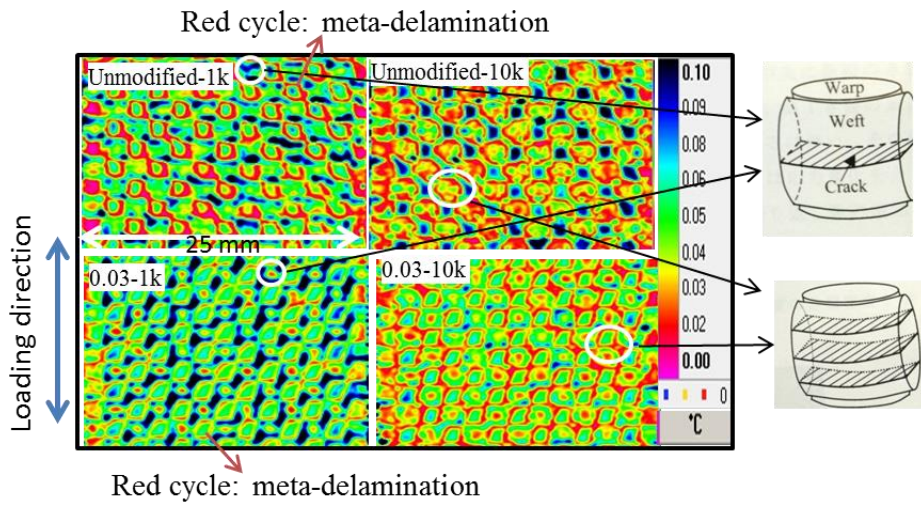 Red cycle: meta-delamination
Unmodified-1k
Unmodified-10k
0.10
0.09
0.08
0.06
0.05
0.04
0.03
0.02
0.00
0
°C
25 mm
0.03-1k
0.03-10k
Loading direction
Warp
Weft
Crack
Red cycle: meta-delamination